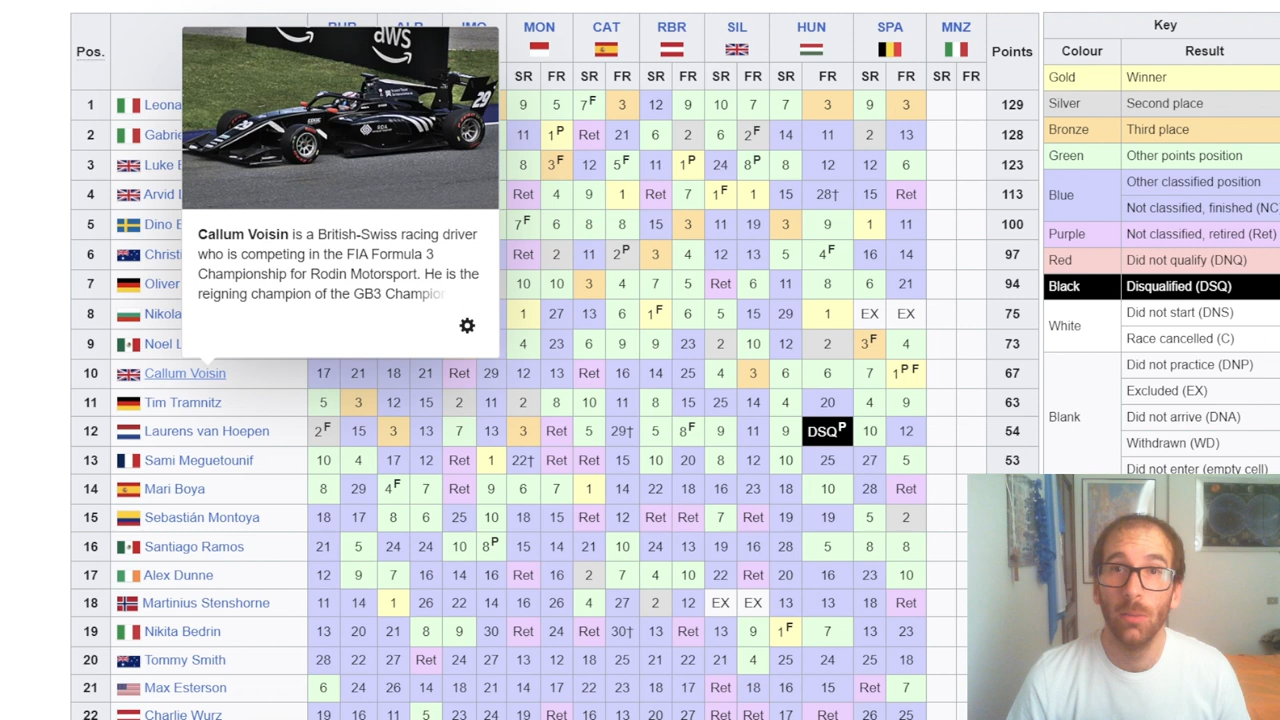 aws
29
MON CAT RBR SIL HUN SPA MNZ
Pos. Points
SR FR SR FR SR FR SR FR SR FR SR FR SR FR
1 Leona 9 5 7F 3 12 9 10 7 7 3 9 3 129
2 Gabrie 11 1P Ret 21 6 2 6 2F 14 11 2 13 128
3 Luke 8 3F 12 5F 11 1P 24 8P 8 12 6 123
4 Arvid Ret 4 9 1 Ret 7 1F 1 15 20 15 Ret 113
5 Dino 7F 6 8 8 15 3 11 19 3 1 11 100
6 Christ Ret 2 11 2P 3 4 12 13 5 4F 16 14 97
7 Oliver 10 10 3 4 7 5 Ret 6 11 8 6 21 94
8 Nikola 1 27 13 6 1F 6 5 15 29 EX EX 75
9 Noel 4 23 6 9 9 23 2 10 12 2 3F 4 73
10 Callum Voisin 17 21 18 21 Ret 29 12 13 Ret 16 14 25 4 3 6 7 1P F 67
11 Tim Tramnitz 5 3 12 15 2 11 2 10 11 8 15 25 14 4 20 4 9 63
12 Laurens van Hoepen 2F 15 3 13 7 13 3 Ret 5 29† 5 8F 9 11 9 DSQP 10 12 54
13 Sami Meguetounif 10 4 17 12 Ret 1 22† Ret Ret 15 10 20 8 12 10 27 5 53
14 Mari Boya 8 29 4F 7 Ret 9 6 1 14 22 18 16 23 18 28 Ret
15 Sebastián Montoya 18 17 8 6 25 10 18 15 Ret 12 Ret Ret 7 Ret 19 5 2
16 Santiago Ramos 21 5 24 24 10 8P 15 14 21 10 24 13 19 16 28 8 8
17 Alex Dunne 12 9 7 16 14 16 Ret 16 2 7 4 10 22 Ret 20 16 23 10
18 Martinius Stenshorne 11 14 1 26 22 14 16 26 4 27 2 12 EX EX 13 18 Ret
19 Nikita Bedrin 13 20 21 8 9 30 Ret Ret 30† 13 Ret 13 9 1F 13 23
20 Tommy Smith 28 22 27 Ret 24 27 13 18 25 21 22 21 4 25 25 18
21 Max Esterson 6 24 26 14 18 21 14 22 23 18 17 Ret 18 16 Ret 7
22 Charlie Wurz 19 16 11 5 23 24 19 Ret 16 13 20 27 Ret Ret 17 Ret 26 25
Callum Voisin is a British-Swiss racing driver
who is competing in the FIA Formula 3
Championship for Rodin Motorsport. He is the
reigning champion of the GB3 Champion
Key
Colour Result
Gold Winner
Silver Second place
Bronze Third place
Green Other points position
Blue Other classified position
Not classified, finished (NC
Purple Not classified, retired (Ret)
Red Did not qualify (DNQ)
Black Disqualified (DSQ)
White Did not start (DNS)
Race cancelled (C)
Blank Did not practice (DNP)
Excluded (EX)
Did not arrive (DNA)
Withdrawn (WD)
Did not enter (empty cell)